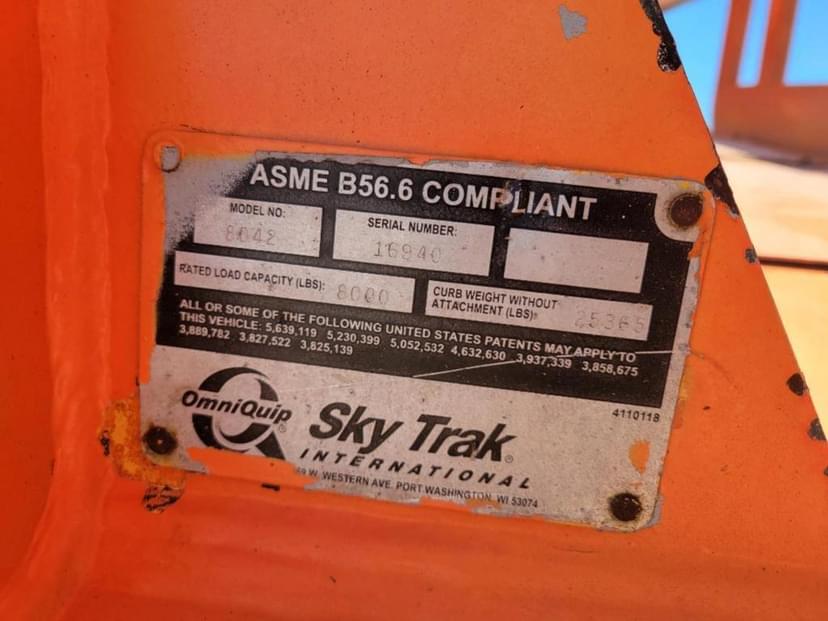 ASME B56.6 COMPLIANT
MODEL NO:
8042
SERIAL NUMBER:
16940
RATED LOAD CAPACITY (LBS): 8000
CURB WEIGHT WITHOUT
ATTACHMENT (LBS): 25365
ALL OR SOME OF THE FOLLOWING UNITED STATES PATENTS MAY APPLY TO
THIS VEHICLE: 5,639,119 5,230,399 5,052,532 4,632,630 3,937,339 3,858,675
3,889,782 3,827,522 3,825,139
4110118
OmniQuip®
Sky Trak®
INTERNATIONAL
W. WESTERN AVE. PORT WASHINGTON, WI 53074